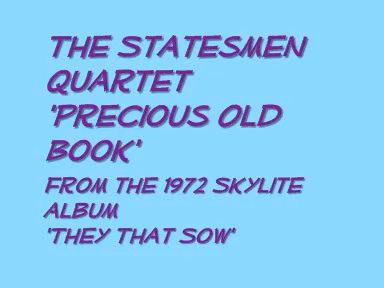 THE STATESMEN
QUARTET
'PRECIOUS OLD
BOOK'
FROM THE 1972 SKYLITE
ALBUM
'THEY THAT SOW'